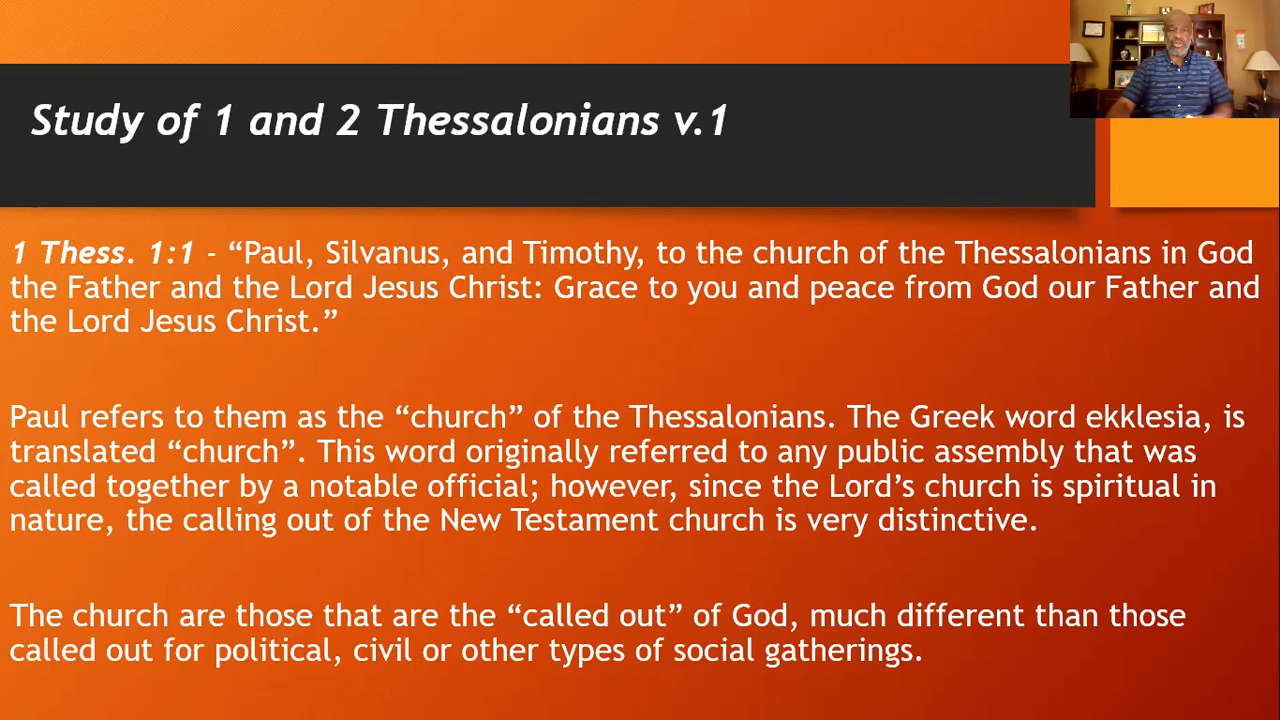 Study of 1 and 2 Thessalonians v.1
1 Thess. 1:1 - “Paul, Silvanus, and Timothy, to the church of the Thessalonians in God
the Father and the Lord Jesus Christ: Grace to you and peace from God our Father and
the Lord Jesus Christ.”
Paul refers to them as the “church” of the Thessalonians. The Greek word ekklesia, is
translated “church”. This word originally referred to any public assembly that was
called together by a notable official; however, since the Lord’s church is spiritual in
nature, the calling out of the New Testament church is very distinctive.
The church are those that are the “called out” of God, much different than those
called out for political, civil or other types of social gatherings.